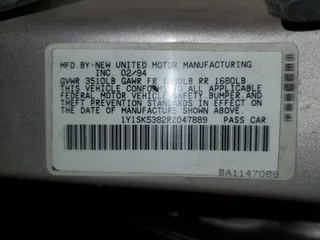 MFD.BY NEW UNITED MOTOR MANUFACTURING
INC. 02/94
GVWR 3510LB GAWR FR 1830LB RR 1680LB
THIS VEHICLE CONFORMS TO ALL APPLICABLE
FEDERAL MOTOR VEHICLE SAFETY,BUMPER,AND
THEFT PREVENTION STANDARDS IN EFFECT ON
THE DATE OF MANUFACTURE SHOWN ABOVE
1Y1SK5382RZ047889 PASS CAR
BA1147088